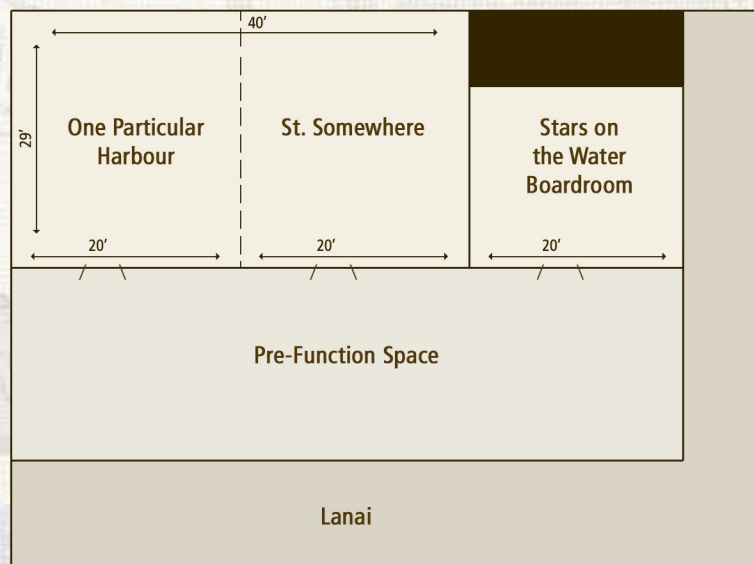 40’
29’
One Particular
Harbour
St. Somewhere
Stars on
the Water
Boardroom
20’
20’
20’
Pre-Function Space
Lanai